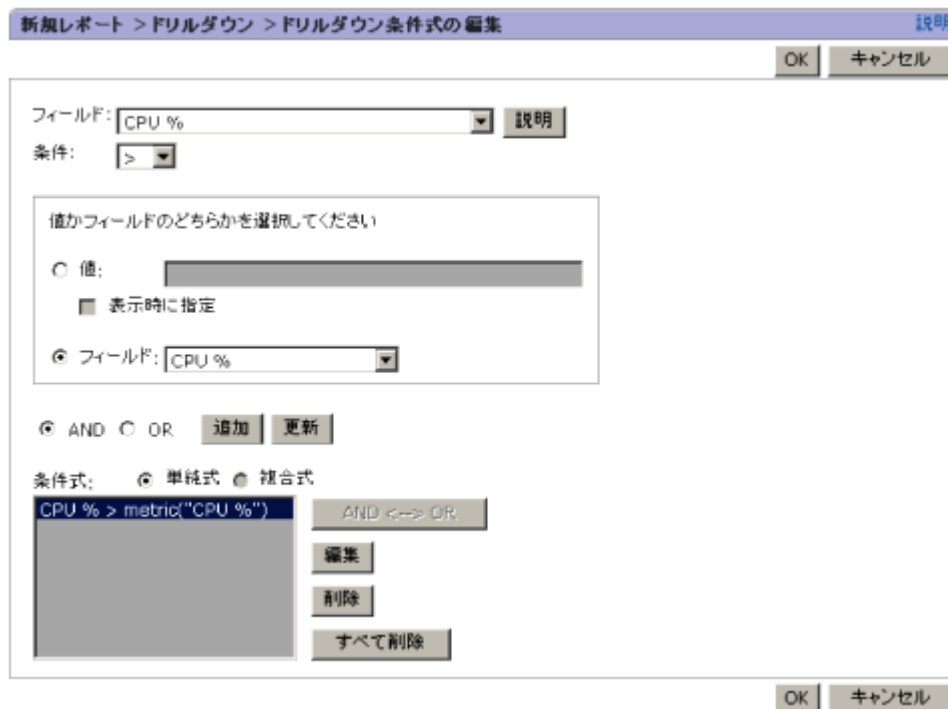 新規レポート >ドリルダウン >ドリルダウン条件式の編集 説明
OK キャンセル
フィールド: CPU % 説明
条件: >
値かフィールドのどちらかを選択してください
値:
表示時に指定
フィールド: CPU %
AND OR 追加 更新
条件式: 単純式 複合式
CPU % > metric("CPU %") AND <--> OR
編集
削除
すべて削除
OK キャンセル